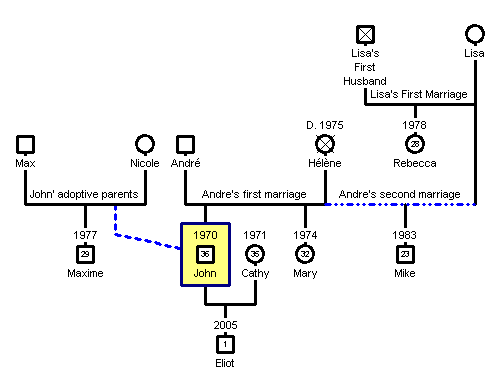 Lisa's
First
Husband
Lisa
Lisa's First Marriage
D. 1975
1978
28
Max
Nicole
André
Hélène
Rebecca
John' adoptive parents
Andre's first marriage
Andre's second marriage
1977
1970
1971
1974
1983
29
36
35
32
23
Maxime
John
Cathy
Mary
Mike
2005
1
Eliot